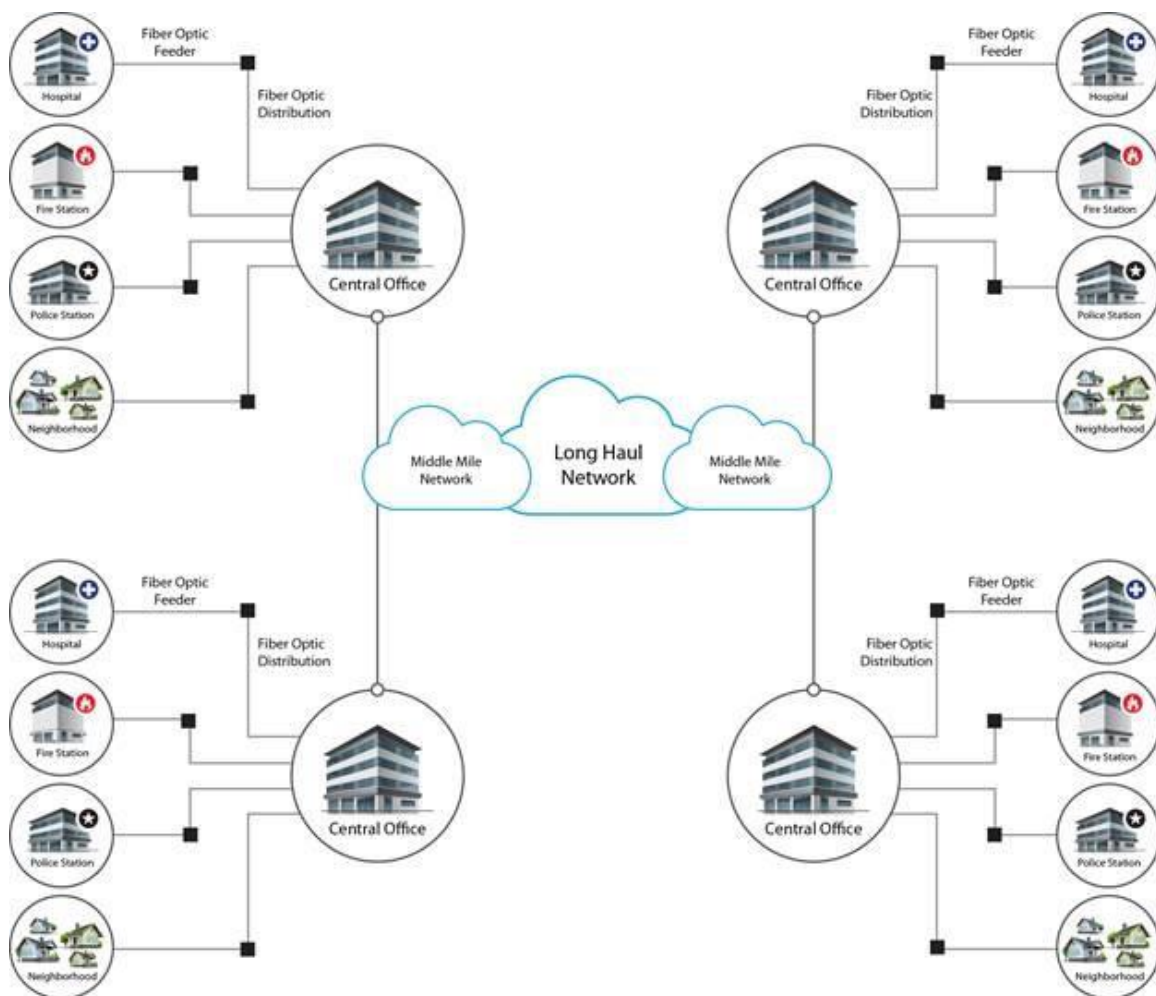 Fiber Optic
Feeder
Hospital
Fiber Optic
Distribution
Fire Station
Police Station
Neighborhood
Central Office
Fiber Optic
Feeder
Hospital
Fiber Optic
Distribution
Fire Station
Police Station
Neighborhood
Central Office
Middle Mile
Network
Long Haul
Network
Middle Mile
Network
Fiber Optic
Feeder
Hospital
Fiber Optic
Distribution
Fire Station
Police Station
Neighborhood
Central Office
Fiber Optic
Feeder
Hospital
Fiber Optic
Distribution
Fire Station
Police Station
Neighborhood
Central Office